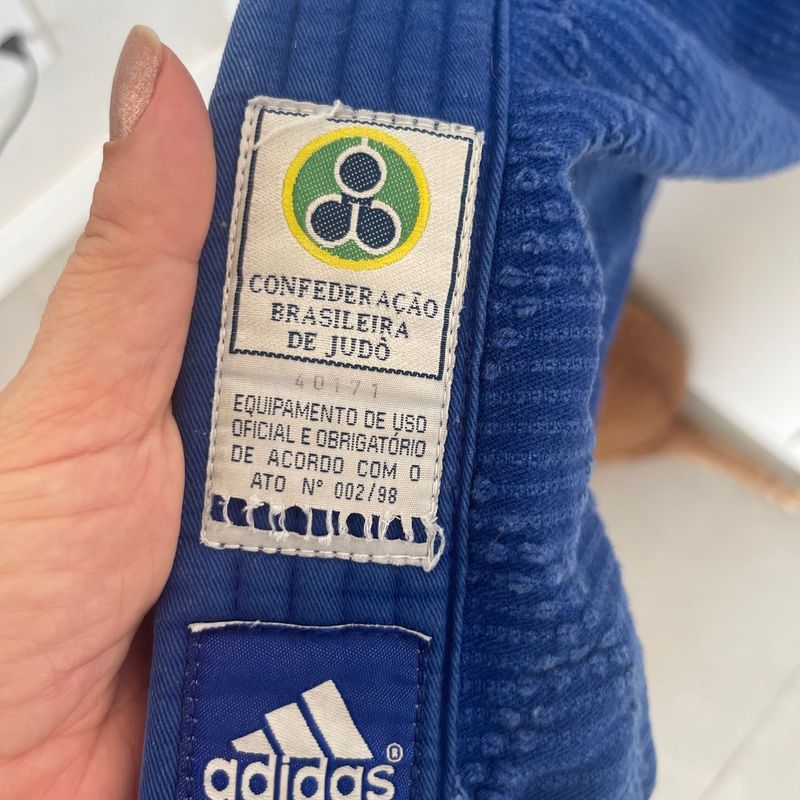 CONFEDERAÇÃO
BRASILEIRA
DE JUDÔ
40171
EQUIPAMENTO DE USO
OFICIAL E OBRIGATÓRIO
DE ACORDO COM O
ATO Nº 002/98
adidas®